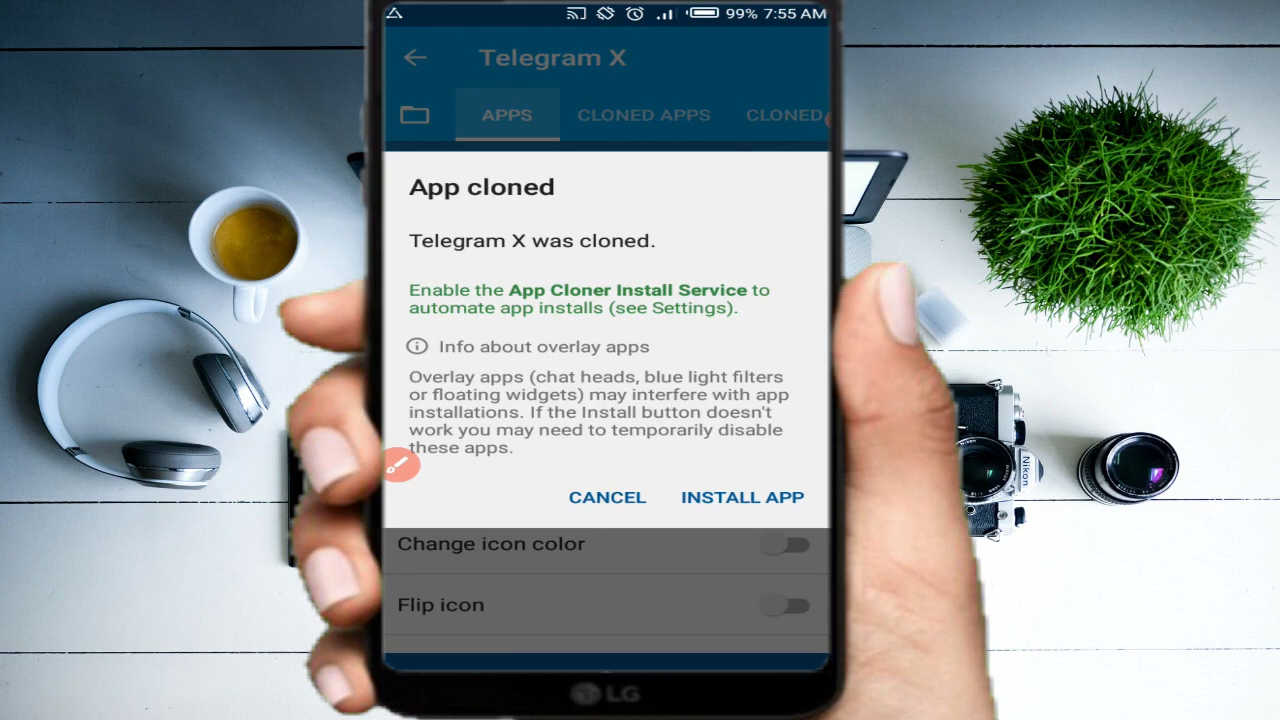 99% 7:55 AM
Telegram X
APPS CLONED APPS CLONED
App cloned
Telegram X was cloned.
Enable the App Cloner Install Service to
automate app installs (see Settings).
Info about overlay apps
Overlay apps (chat heads, blue light filters
or floating widgets) may interfere with app
installations. If the Install button doesn't
work you may need to temporarily disable
these apps.
CANCEL INSTALL APP
Change icon color
Flip icon
LG
Nikon